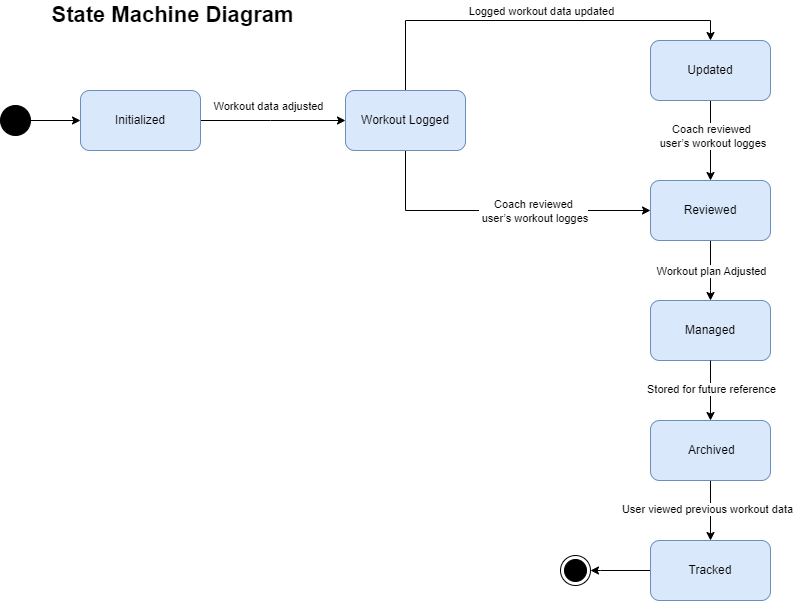 State Machine Diagram
Logged workout data updated
Updated
Workout data adjusted
Initialized
Workout Logged
Coach reviewed
user's workout logges
Coach reviewed
user's workout logges
Reviewed
Workout plan Adjusted
Managed
Stored for future reference
Archived
User viewed previous workout data
Tracked